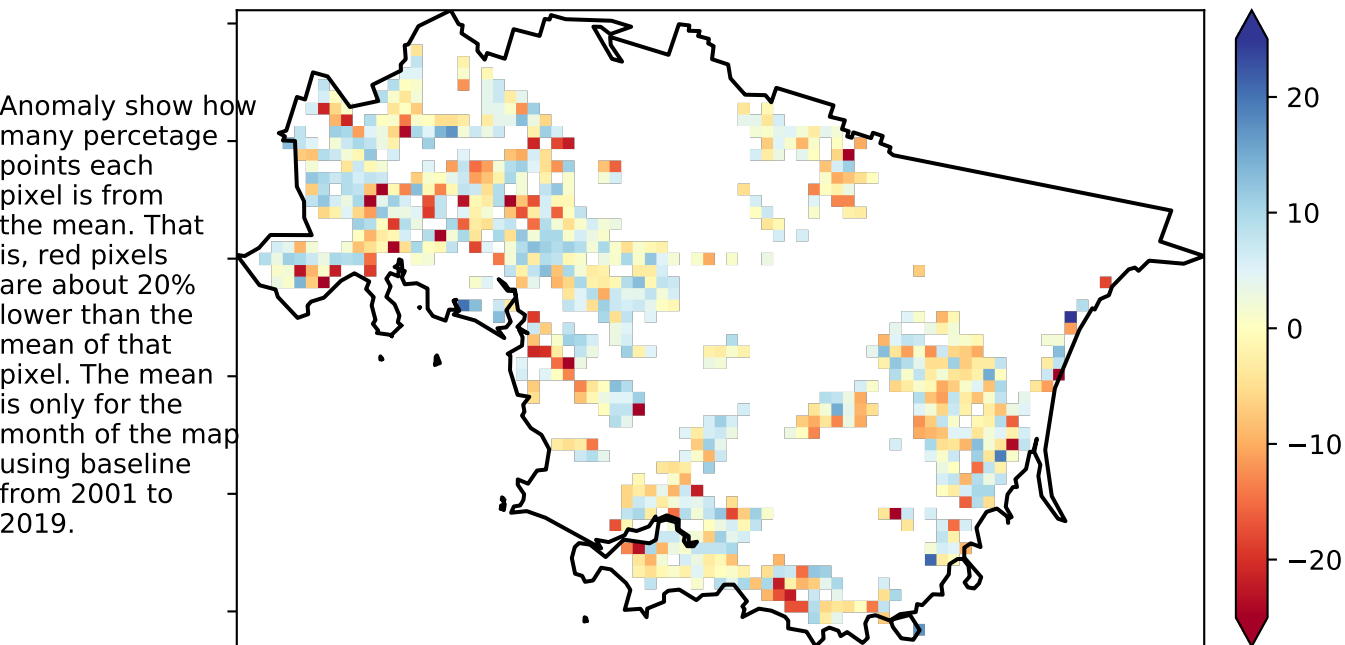 Anomaly show how
many percetage
points each
pixel is from
the mean. That
is, red pixels
are about 20%
lower than the
mean of that
pixel. The mean
is only for the
month of the map
using baseline
from 2001 to
2019.
20
10
0
−10
−20